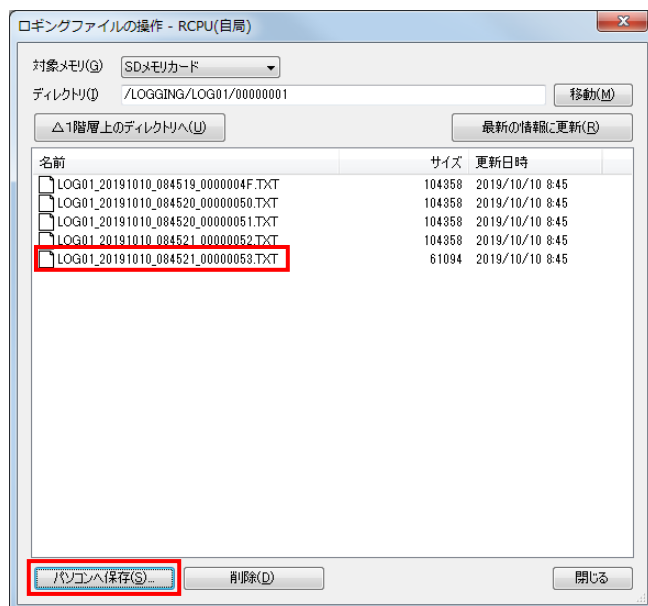 ロギングファイルの操作 - RCPU(自局)
対象メモリ(G) SDメモリカード
ディレクトリ(I) /LOGGING/LOG01/00000001 移動(M)
△1階層上のディレクトリへ(U) 最新の情報に更新(R)
名前 サイズ 更新日時
LOG01_20191010_084519_0000004F.TXT 104358 2019/10/10 8:45
LOG01_20191010_084520_00000050.TXT 104358 2019/10/10 8:45
LOG01_20191010_084520_00000051.TXT 104358 2019/10/10 8:45
LOG01_20191010_084521_00000052.TXT 104358 2019/10/10 8:45
LOG01_20191010_084521_00000053.TXT 61094 2019/10/10 8:45
パソコンへ保存(S)... 削除(D) 閉じる